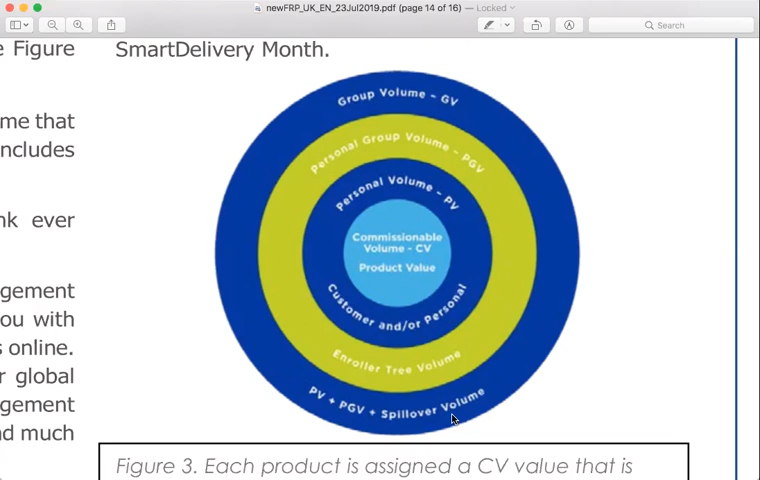 newFRP_UK_EN_23Jul2019.pdf (page 14 of 16) — Locked
Search
e Figure
SmartDelivery Month.
me that
ncludes
nk ever
gement
ou with
s online.
r global
gement
nd much
Group Volume - GV
Personal Group Volume - PGV
Personal Volume - PV
Commissionable
Volume - CV
Product Value
Customer and/or Personal
Enroller Tree Volume
PV + PGV + Spillover Volume
Figure 3. Each product is assigned a CV value that is